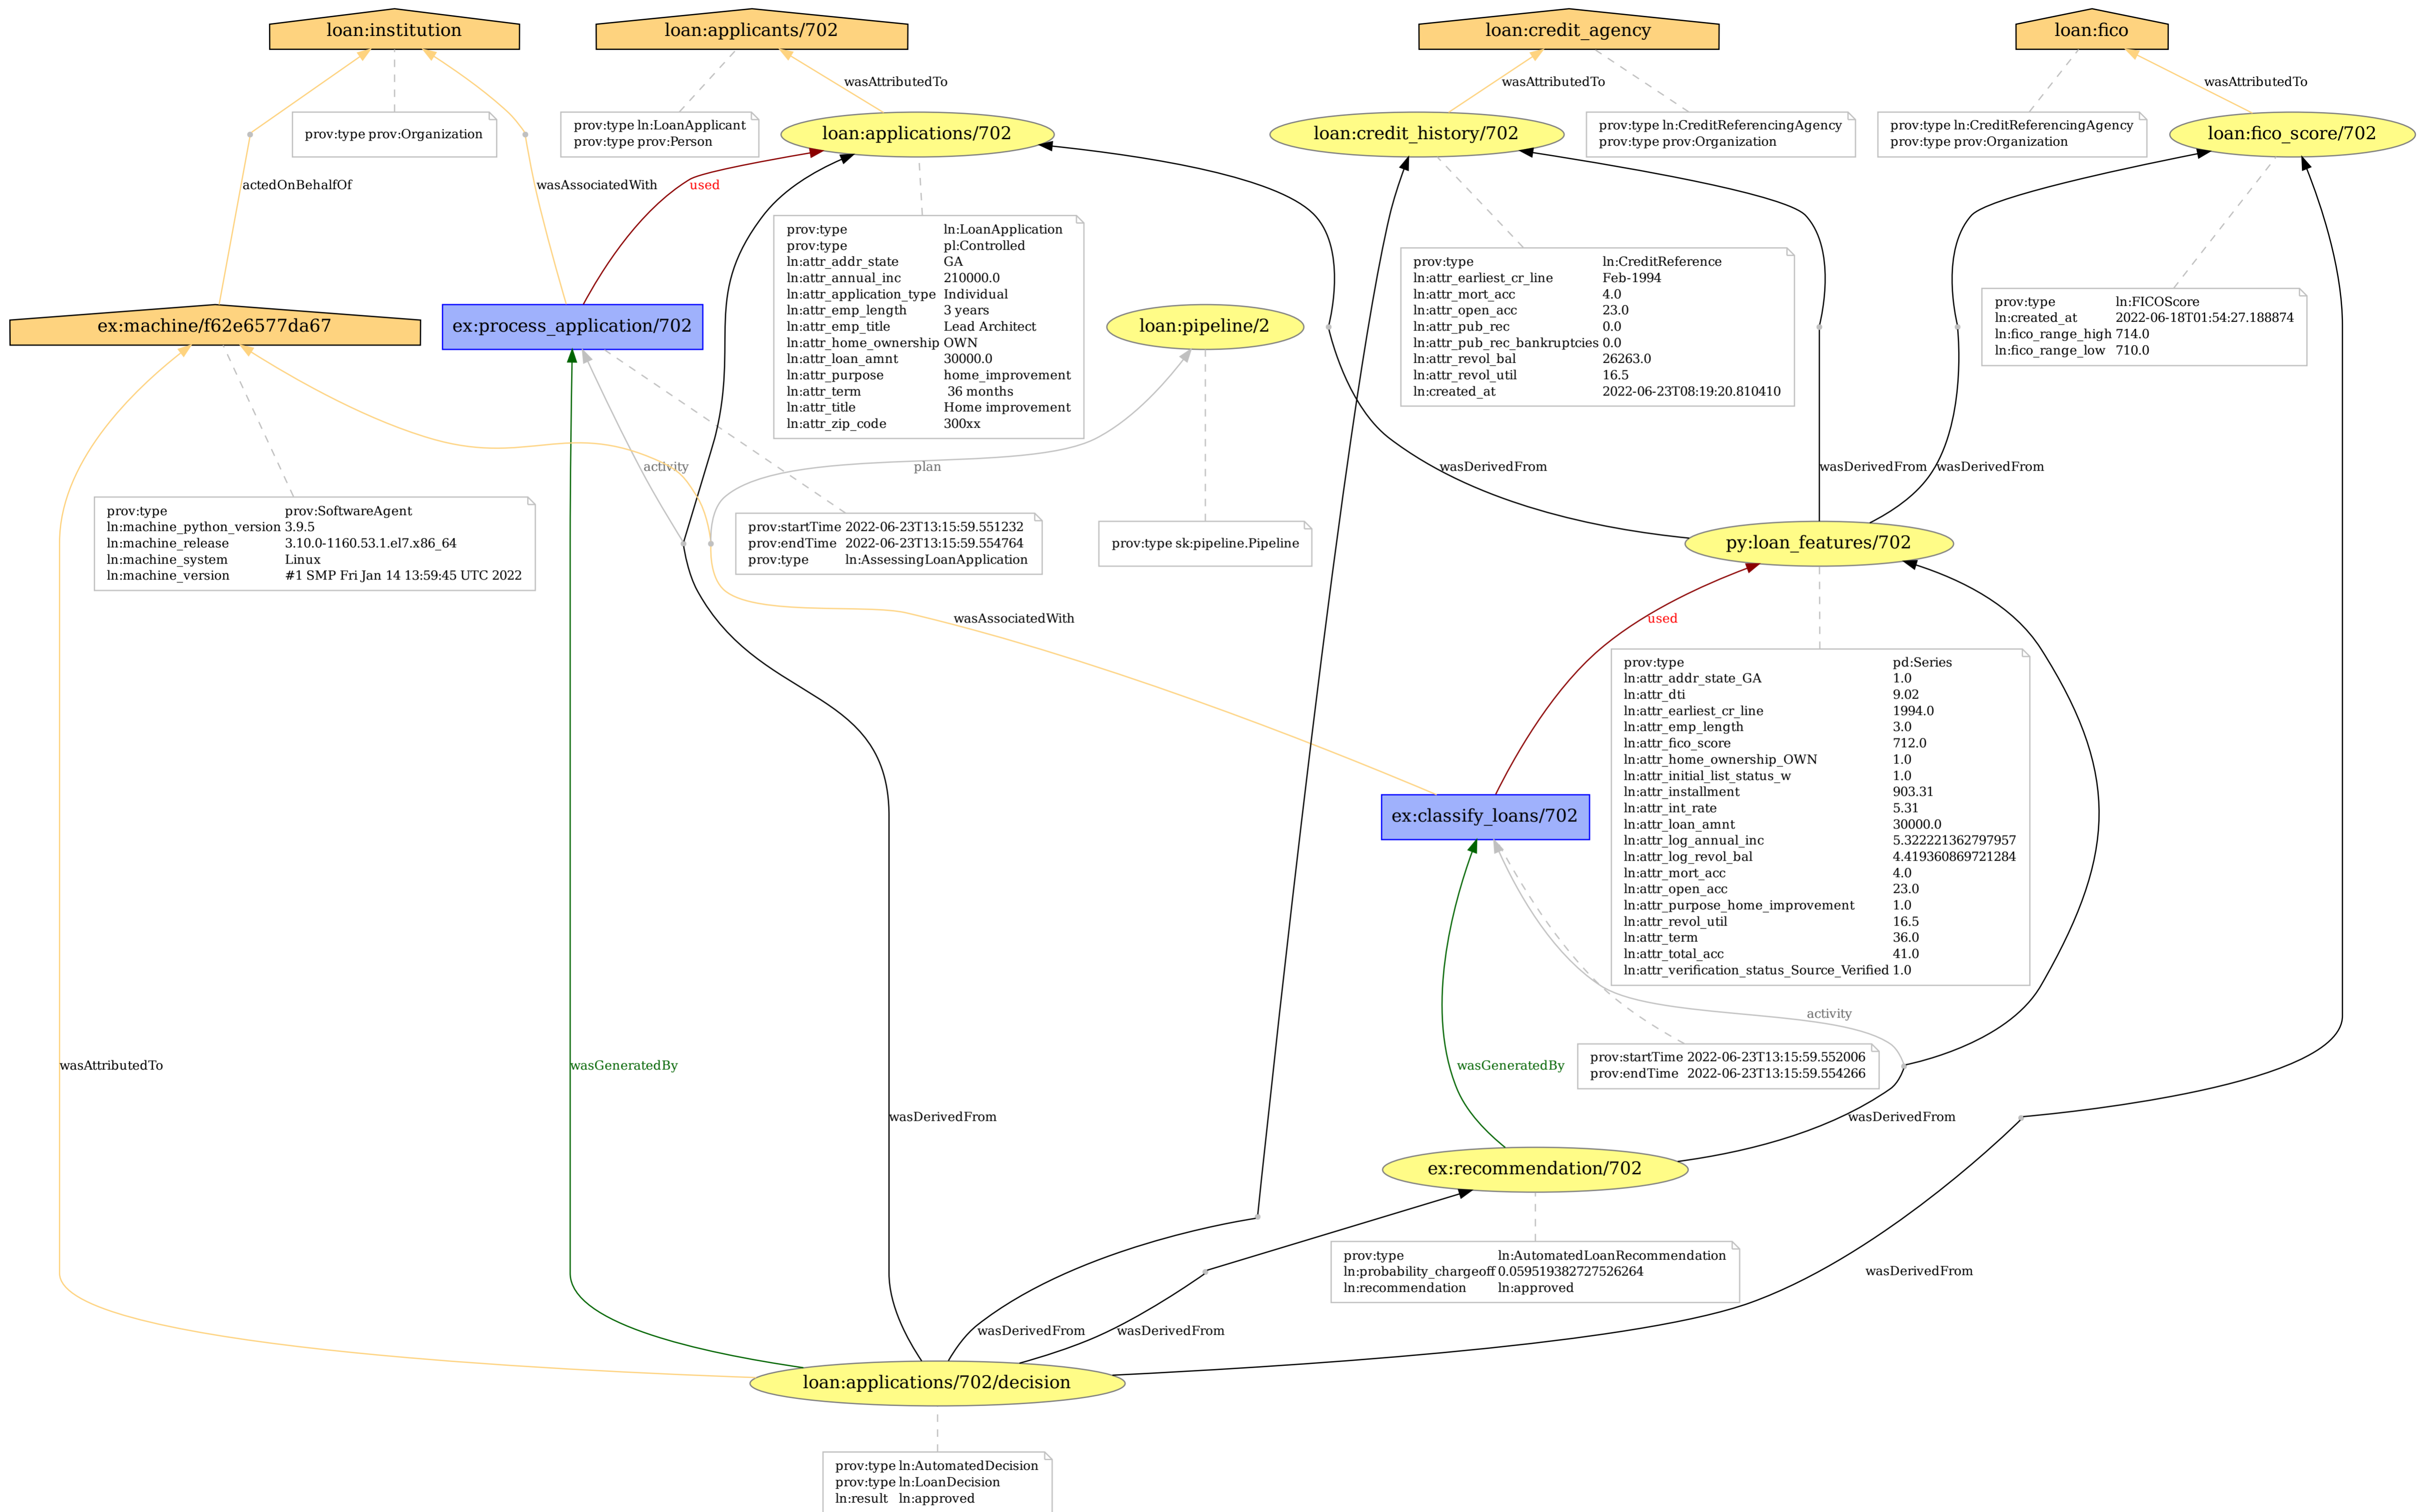 loan:institution
loan:applicants/702
loan:credit_agency
loan:fico
wasAttributedTo
wasAttributedTo
wasAttributedTo
prov:type prov:Organization
prov:type ln:LoanApplicant
prov:type prov:Person
loan:applications/702
loan:credit_history/702
prov:type ln:CreditReferencingAgency
prov:type prov:Organization
prov:type ln:CreditReferencingAgency
prov:type prov:Organization
loan:fico_score/702
actedOnBehalfOf
wasAssociatedWith
used
prov:type ln:LoanApplication
prov:type pl:Controlled
ln:attr_addr_state GA
ln:attr_annual_inc 210000.0
ln:attr_application_type Individual
ln:attr_emp_length 3 years
ln:attr_emp_title Lead Architect
ln:attr_home_ownership OWN
ln:attr_loan_amnt 30000.0
ln:attr_purpose home_improvement
ln:attr_term 36 months
ln:attr_title Home improvement
ln:attr_zip_code 300xx
prov:type ln:CreditReference
ln:attr_earliest_cr_line Feb-1994
ln:attr_mort_acc 4.0
ln:attr_open_acc 23.0
ln:attr_pub_rec 0.0
ln:attr_pub_rec_bankruptcies 0.0
ln:attr_revol_bal 26263.0
ln:attr_revol_util 16.5
ln:created_at 2022-06-23T08:19:20.810410
prov:type ln:FICOScore
ln:created_at 2022-06-18T01:54:27.188874
ln:fico_range_high 714.0
ln:fico_range_low 710.0
ex:machine/f62e6577da67
ex:process_application/702
loan:pipeline/2
activity
plan
wasDerivedFrom
wasDerivedFrom
wasDerivedFrom
prov:type prov:SoftwareAgent
ln:machine_python_version 3.9.5
ln:machine_release 3.10.0-1160.53.1.el7.x86_64
ln:machine_system Linux
ln:machine_version #1 SMP Fri Jan 14 13:59:45 UTC 2022
prov:startTime 2022-06-23T13:15:59.551232
prov:endTime 2022-06-23T13:15:59.554764
prov:type ln:AssessingLoanApplication
prov:type sk:pipeline.Pipeline
py:loan_features/702
wasAssociatedWith
used
prov:type pd:Series
ln:attr_addr_state_GA 1.0
ln:attr_dti 9.02
ln:attr_earliest_cr_line 1994.0
ln:attr_emp_length 3.0
ln:attr_fico_score 712.0
ln:attr_home_ownership_OWN 1.0
ln:attr_initial_list_status_w 1.0
ln:attr_installment 903.31
ln:attr_int_rate 5.31
ln:attr_loan_amnt 30000.0
ln:attr_log_annual_inc 5.322221362797957
ln:attr_log_revol_bal 4.419360869721284
ln:attr_mort_acc 4.0
ln:attr_open_acc 23.0
ln:attr_purpose_home_improvement 1.0
ln:attr_revol_util 16.5
ln:attr_term 36.0
ln:attr_total_acc 41.0
ln:attr_verification_status_Source_Verified 1.0
ex:classify_loans/702
activity
prov:startTime 2022-06-23T13:15:59.552006
prov:endTime 2022-06-23T13:15:59.554266
wasAttributedTo
wasGeneratedBy
wasGeneratedBy
wasDerivedFrom
wasDerivedFrom
ex:recommendation/702
prov:type ln:AutomatedLoanRecommendation
ln:probability_chargeoff 0.059519382727526264
ln:recommendation ln:approved
wasDerivedFrom
wasDerivedFrom
wasDerivedFrom
loan:applications/702/decision
prov:type ln:AutomatedDecision
prov:type ln:LoanDecision
ln:result ln:approved